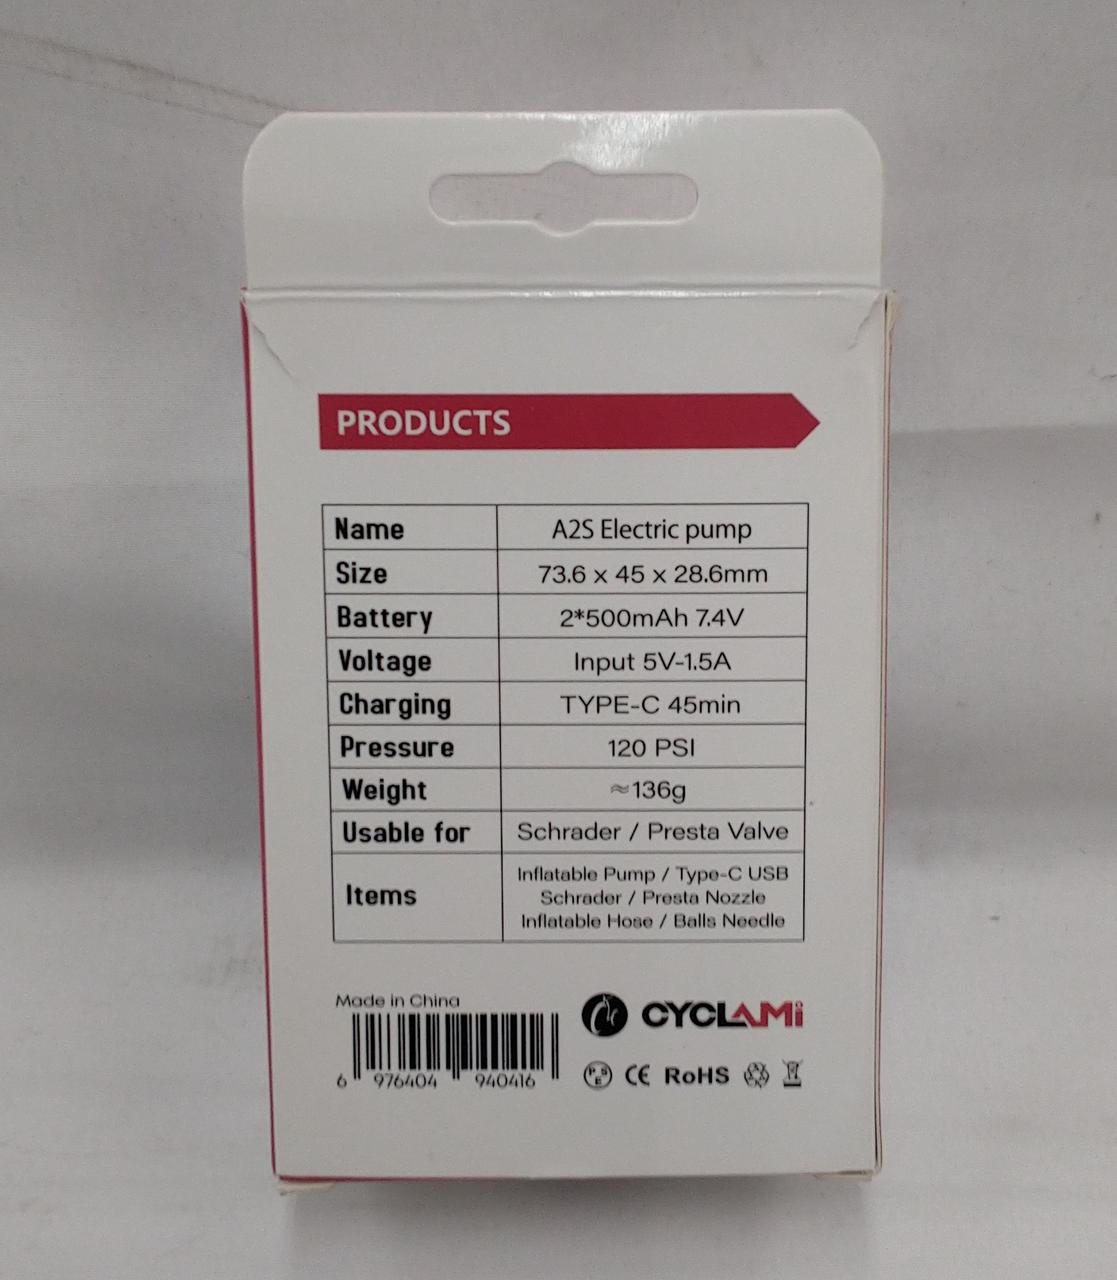 PRODUCTS
Name A2S Electric pump
Size 73.6 x 45 x 28.6mm
Battery 2*500mAh 7.4V
Voltage Input 5V-1.5A
Charging TYPE-C 45min
Pressure 120 PSI
Weight ≈136g
Usable for Schrader / Presta Valve
Items Inflatable Pump / Type-C USB
Schrader / Presta Nozzle
Inflatable Hose / Balls Needle
Made in China
CYCLAMi
6 976404 940416
PSE CE RoHS